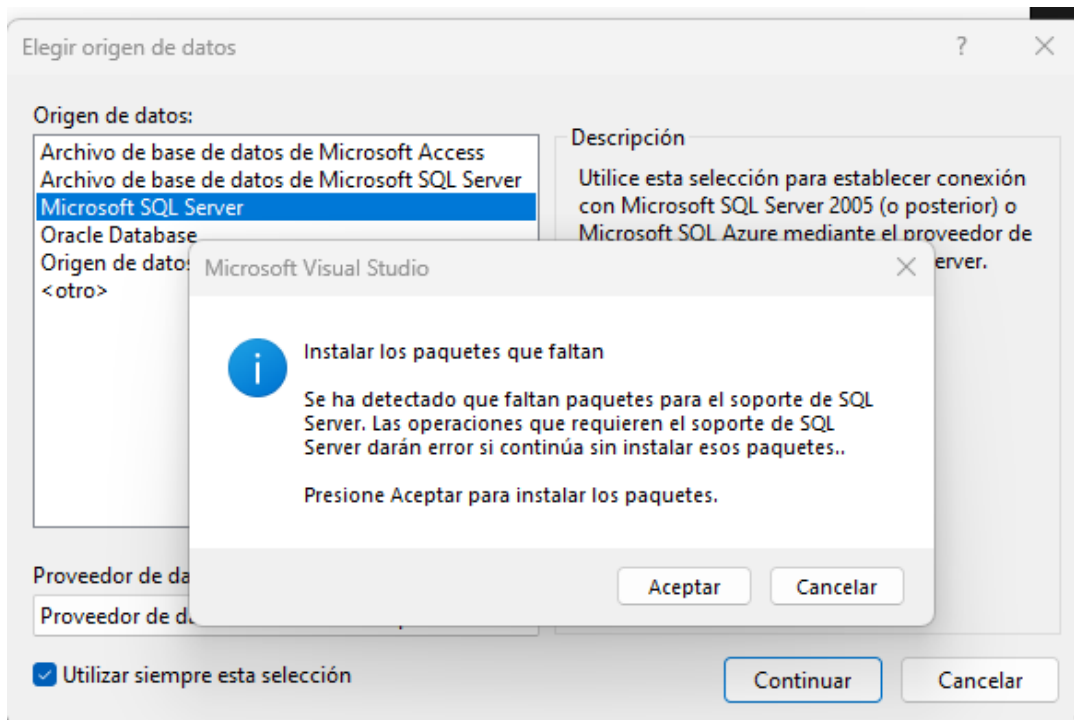 Elegir origen de datos
Origen de datos:
Archivo de base de datos de Microsoft Access
Archivo de base de datos de Microsoft SQL Server
Microsoft SQL Server
Oracle Database
Origen de datos
<otro>
Descripción
Utilice esta selección para establecer conexión
con Microsoft SQL Server 2005 (o posterior) o
Microsoft SQL Azure mediante el proveedor de
erver.
Microsoft Visual Studio
Instalar los paquetes que faltan
Se ha detectado que faltan paquetes para el soporte de SQL
Server. Las operaciones que requieren el soporte de SQL
Server darán error si continúa sin instalar esos paquetes..
Presione Aceptar para instalar los paquetes.
Aceptar
Cancelar
Proveedor de da
Proveedor de d
Utilizar siempre esta selección
Continuar
Cancelar